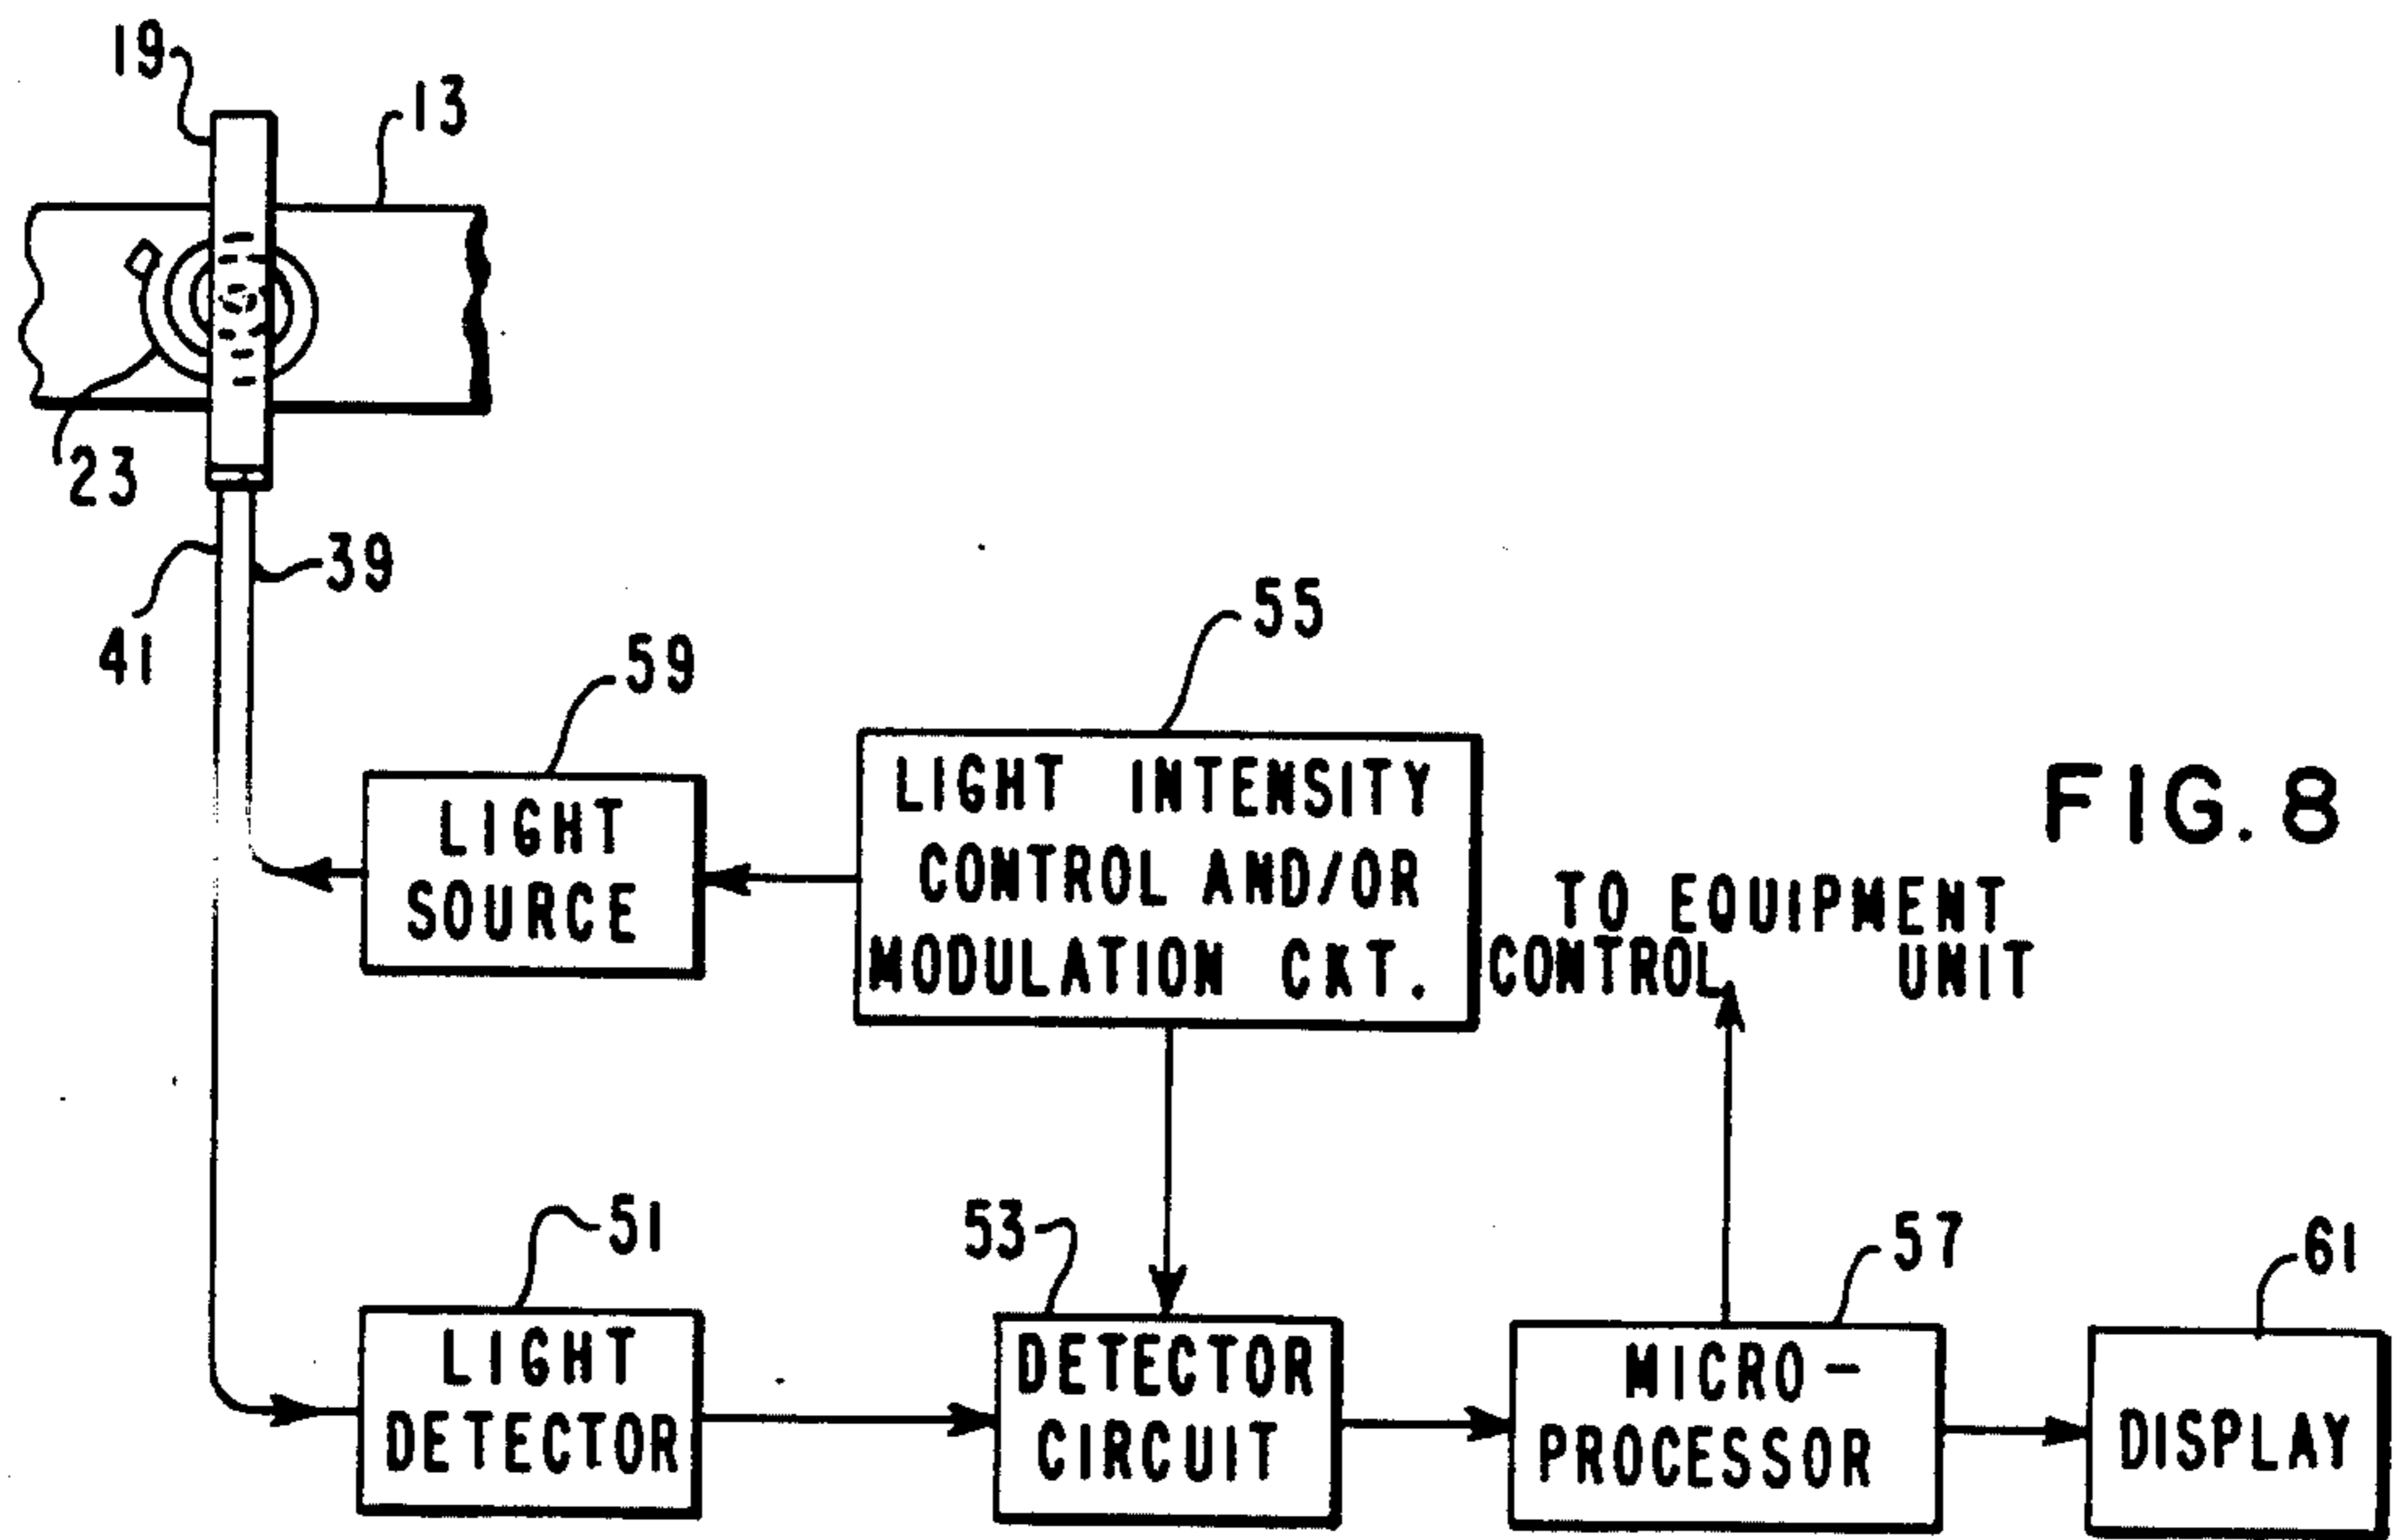 19
13
23
41
39
59
55
LIGHT
SOURCE
LIGHT INTENSITY
CONTROL AND/OR
MODULATION CKT.
FIG. 8
TO EQUIPMENT
CONTROL UNIT
51
53
57
61
LIGHT
DETECTOR
DETECTOR
CIRCUIT
MICRO-
PROCESSOR
DISPLAY